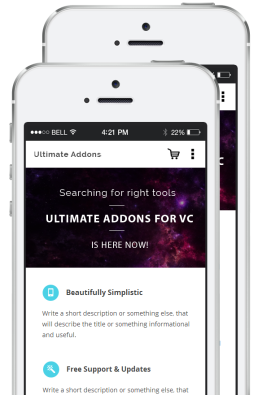 BELL 4:21 PM 22%
Ultimate Addons
Searching for right tools
ULTIMATE ADDONS FOR VC
IS HERE NOW!
Beautifully Simplistic
Write a short description or something else, that
will describe the title or something informational
and useful.
Free Support & Updates
Write a short description or something else, that